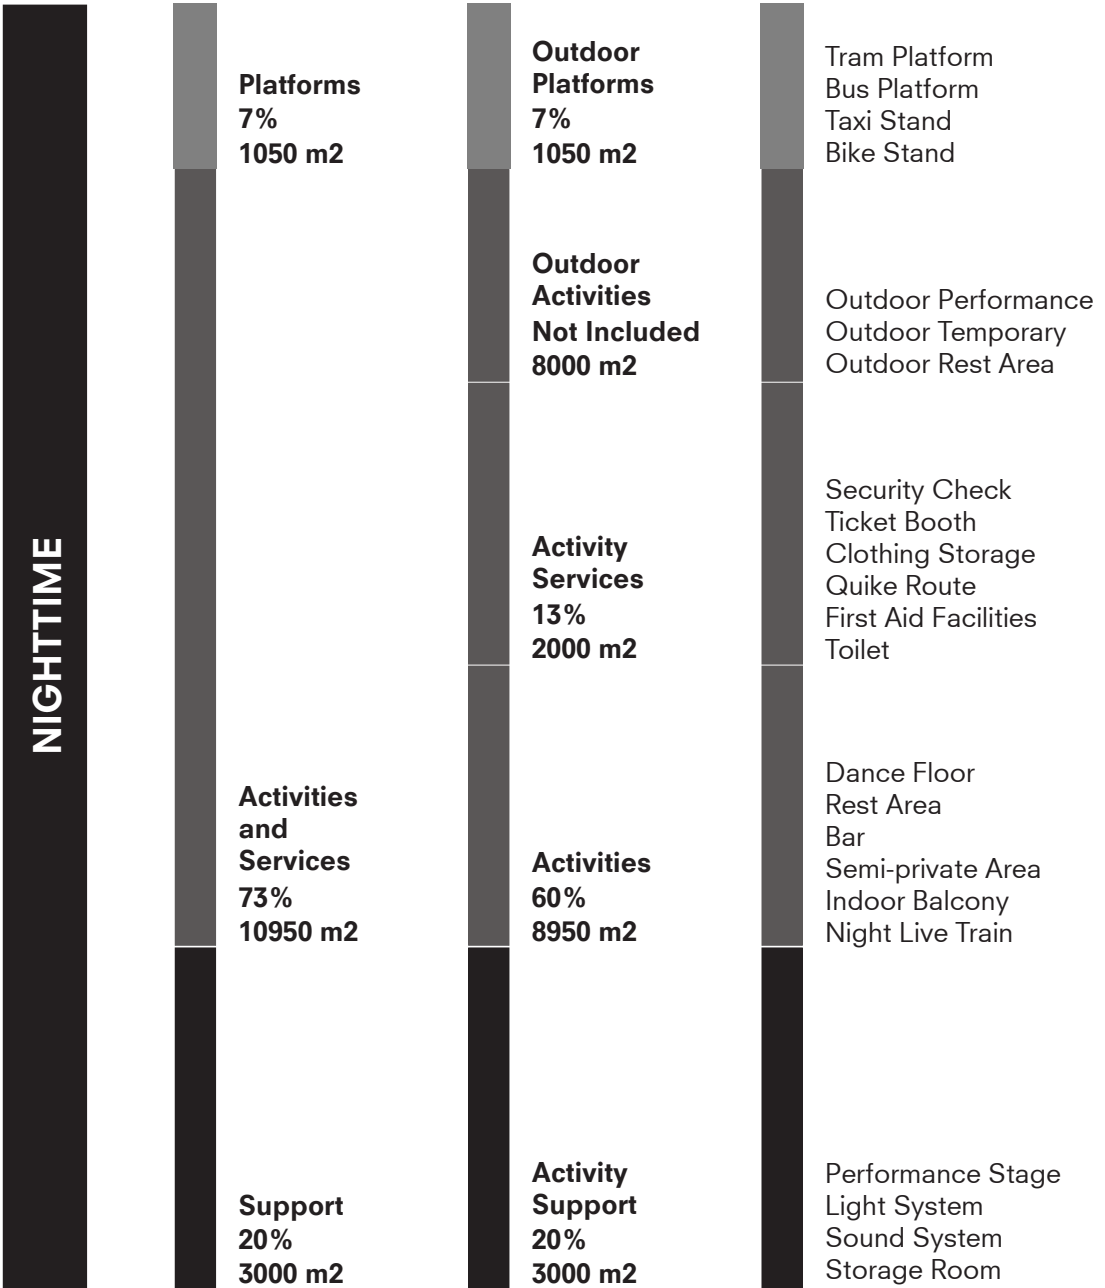 NIGHTTIME
Platforms
7%
1050 m2
Activities
and
Services
73%
10950 m2
Support
20%
3000 m2
Outdoor
Platforms
7%
1050 m2
Outdoor
Activities
Not Included
8000 m2
Activity
Services
13%
2000 m2
Activities
60%
8950 m2
Activity
Support
20%
3000 m2
Tram Platform
Bus Platform
Taxi Stand
Bike Stand
Outdoor Performance
Outdoor Temporary
Outdoor Rest Area
Security Check
Ticket Booth
Clothing Storage
Quike Route
First Aid Facilities
Toilet
Dance Floor
Rest Area
Bar
Semi-private Area
Indoor Balcony
Night Live Train
Performance Stage
Light System
Sound System
Storage Room